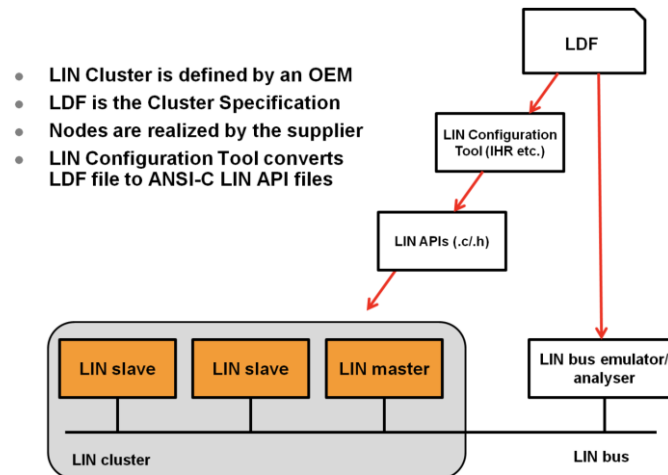 LDF
LIN Cluster is defined by an OEM
LDF is the Cluster Specification
Nodes are realized by the supplier
LIN Configuration Tool converts
LDF file to ANSI-C LIN API files
LIN Configuration
Tool (IHR etc.)
LIN APIs (.c/.h)
LIN slave
LIN slave
LIN master
LIN bus emulator/
analyser
LIN cluster
LIN bus